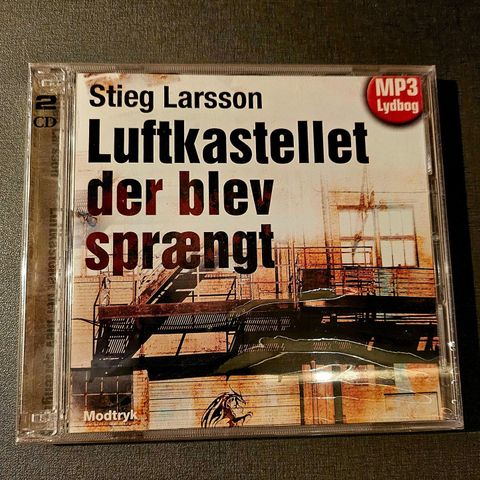 2
CD
MP3
Lydbog
Stieg Larsson
Luftkastellet
der blev
sprængt
Modtryk